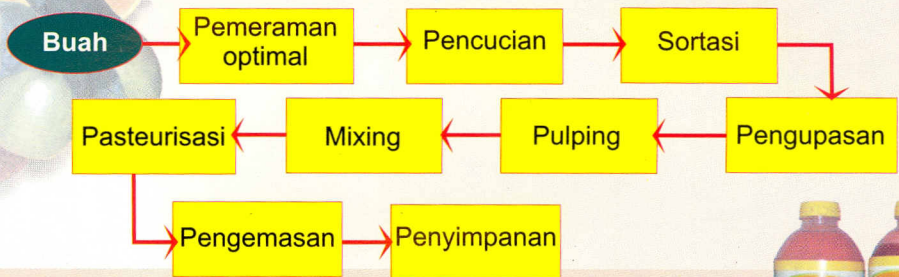 Buah
Pemeraman
optimal
Pencucian
Sortasi
Pengupasan
Pulping
Mixing
Pasteurisasi
Pengemasan
Penyimpanan